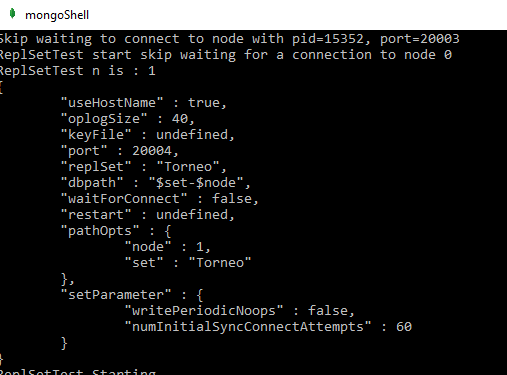 mongoShell
Skip waiting to connect to node with pid=15352, port=20003
ReplSetTest start skip waiting for a connection to node 0
ReplSetTest n is : 1
{
"useHostName" : true,
"oplogSize" : 40,
"keyFile" : undefined,
"port" : 20004,
"replSet" : "Torneo",
"dbpath" : "$set-$node",
"waitForConnect" : false,
"restart" : undefined,
"pathOpts" : {
"node" : 1,
"set" : "Torneo"
},
"setParameter" : {
"writePeriodicNoops" : false,
"numInitialSyncConnectAttempts" : 60
}
}
ReplSetTest Starting